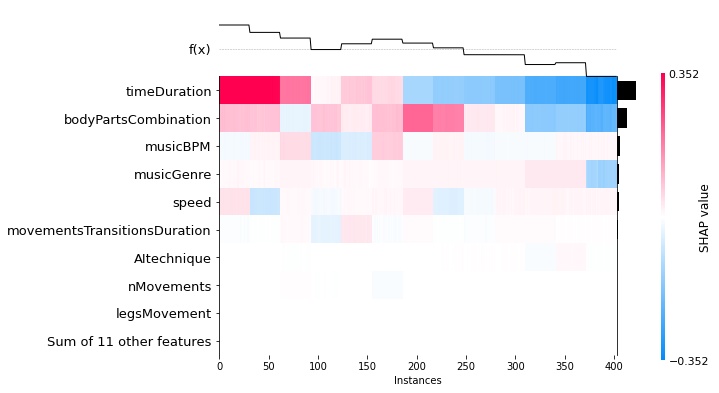 f(x)
timeDuration
bodyPartsCombination
musicBPM
musicGenre
speed
movementsTransitionsDuration
AItechnique
nMovements
legsMovement
Sum of 11 other features
0 50 100 150 200 250 300 350 400
Instances
0.352
−0.352
SHAP value